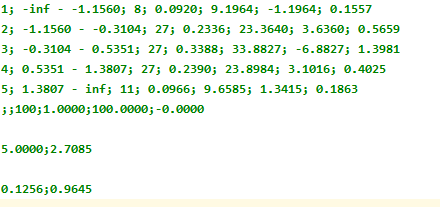 1; -inf - -1.1560; 8; 0.0920; 9.1964; -1.1964; 0.1557
2; -1.1560 - -0.3104; 27; 0.2336; 23.3640; 3.6360; 0.5659
3; -0.3104 - 0.5351; 27; 0.3388; 33.8827; -6.8827; 1.3981
4; 0.5351 - 1.3807; 27; 0.2390; 23.8984; 3.1016; 0.4025
5; 1.3807 - inf; 11; 0.0966; 9.6585; 1.3415; 0.1863
;;100;1.0000;100.0000;-0.0000
5.0000;2.7085
0.1256;0.9645